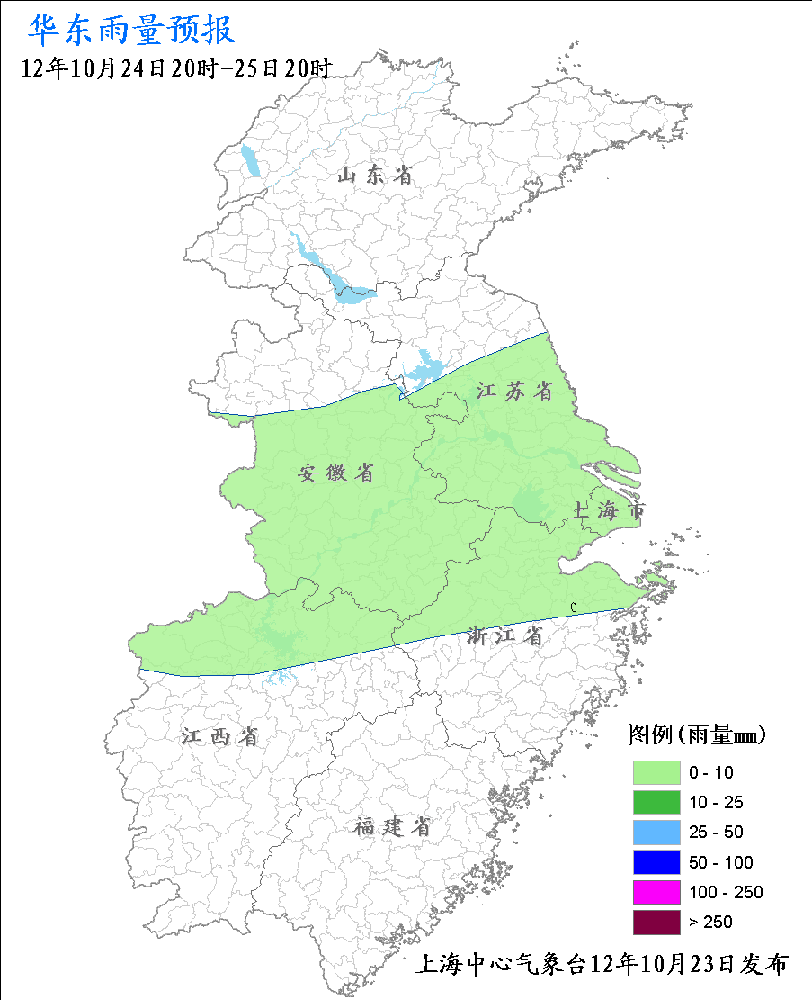 华东雨量预报
12年10月24日20时-25日20时
山东省
江苏省
安徽省
上海市
浙江省
江西省
福建省
图例(雨量mm)
0 - 10
10 - 25
25 - 50
50 - 100
100 - 250
> 250
上海中心气象台12年10月23日发布